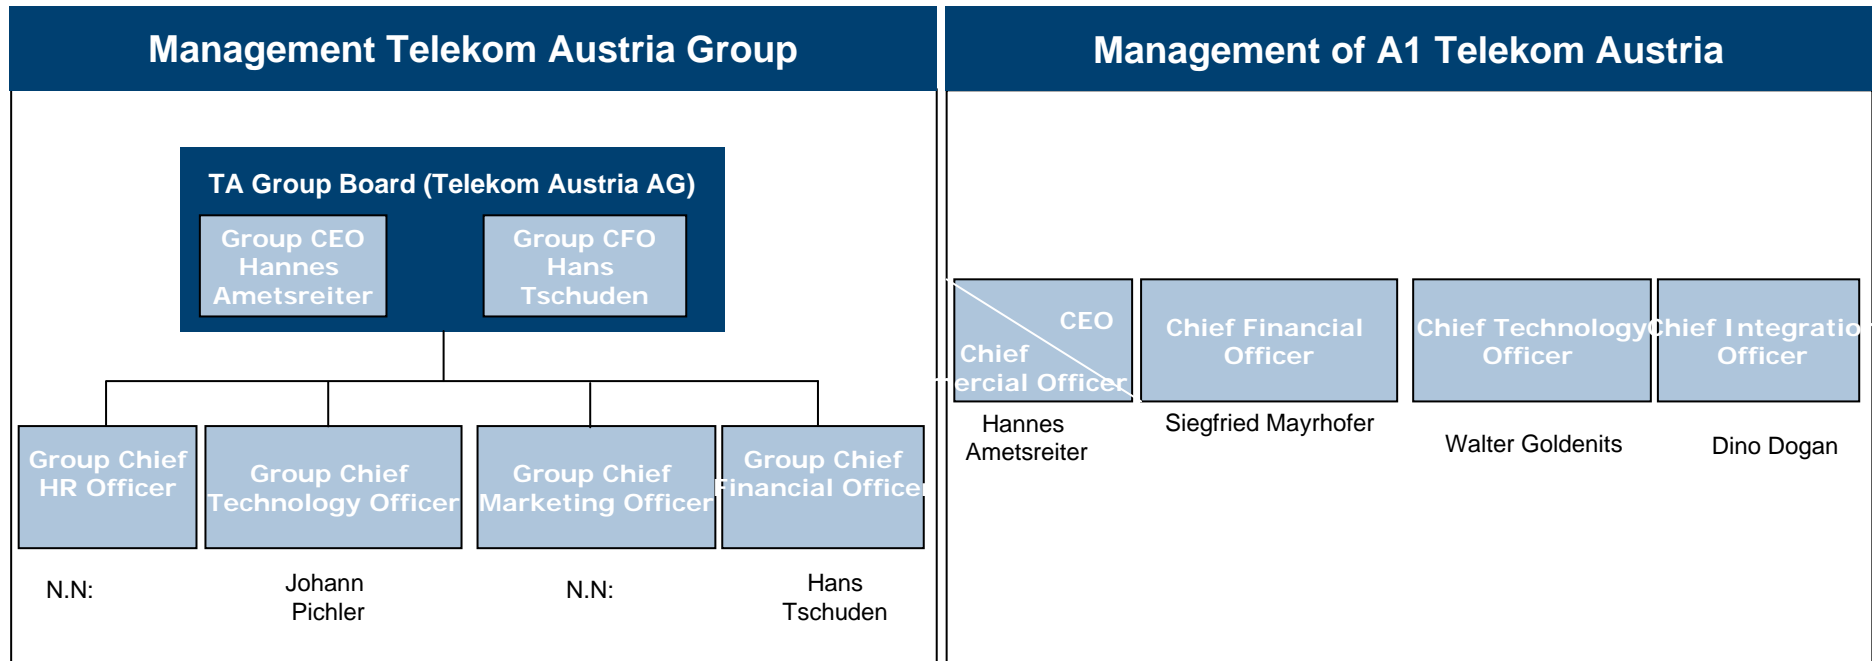 Management Telekom Austria Group
TA Group Board (Telekom Austria AG)
Group CEO
Hannes
Ametsreiter
Group CFO
Hans
Tschuden
Group Chief
HR Officer
Group Chief
Technology Officer
Group Chief
Marketing Officer
Group Chief
Financial Officer
N.N:
Johann
Pichler
N.N:
Hans
Tschuden
Management of A1 Telekom Austria
CEO
Chief
Officer
Chief Financial
Officer
Chief Technology
Officer
Chief Integration
Officer
Hannes
Ametsreiter
Siegfried Mayrhofer
Walter Goldenits
Dino Dogan